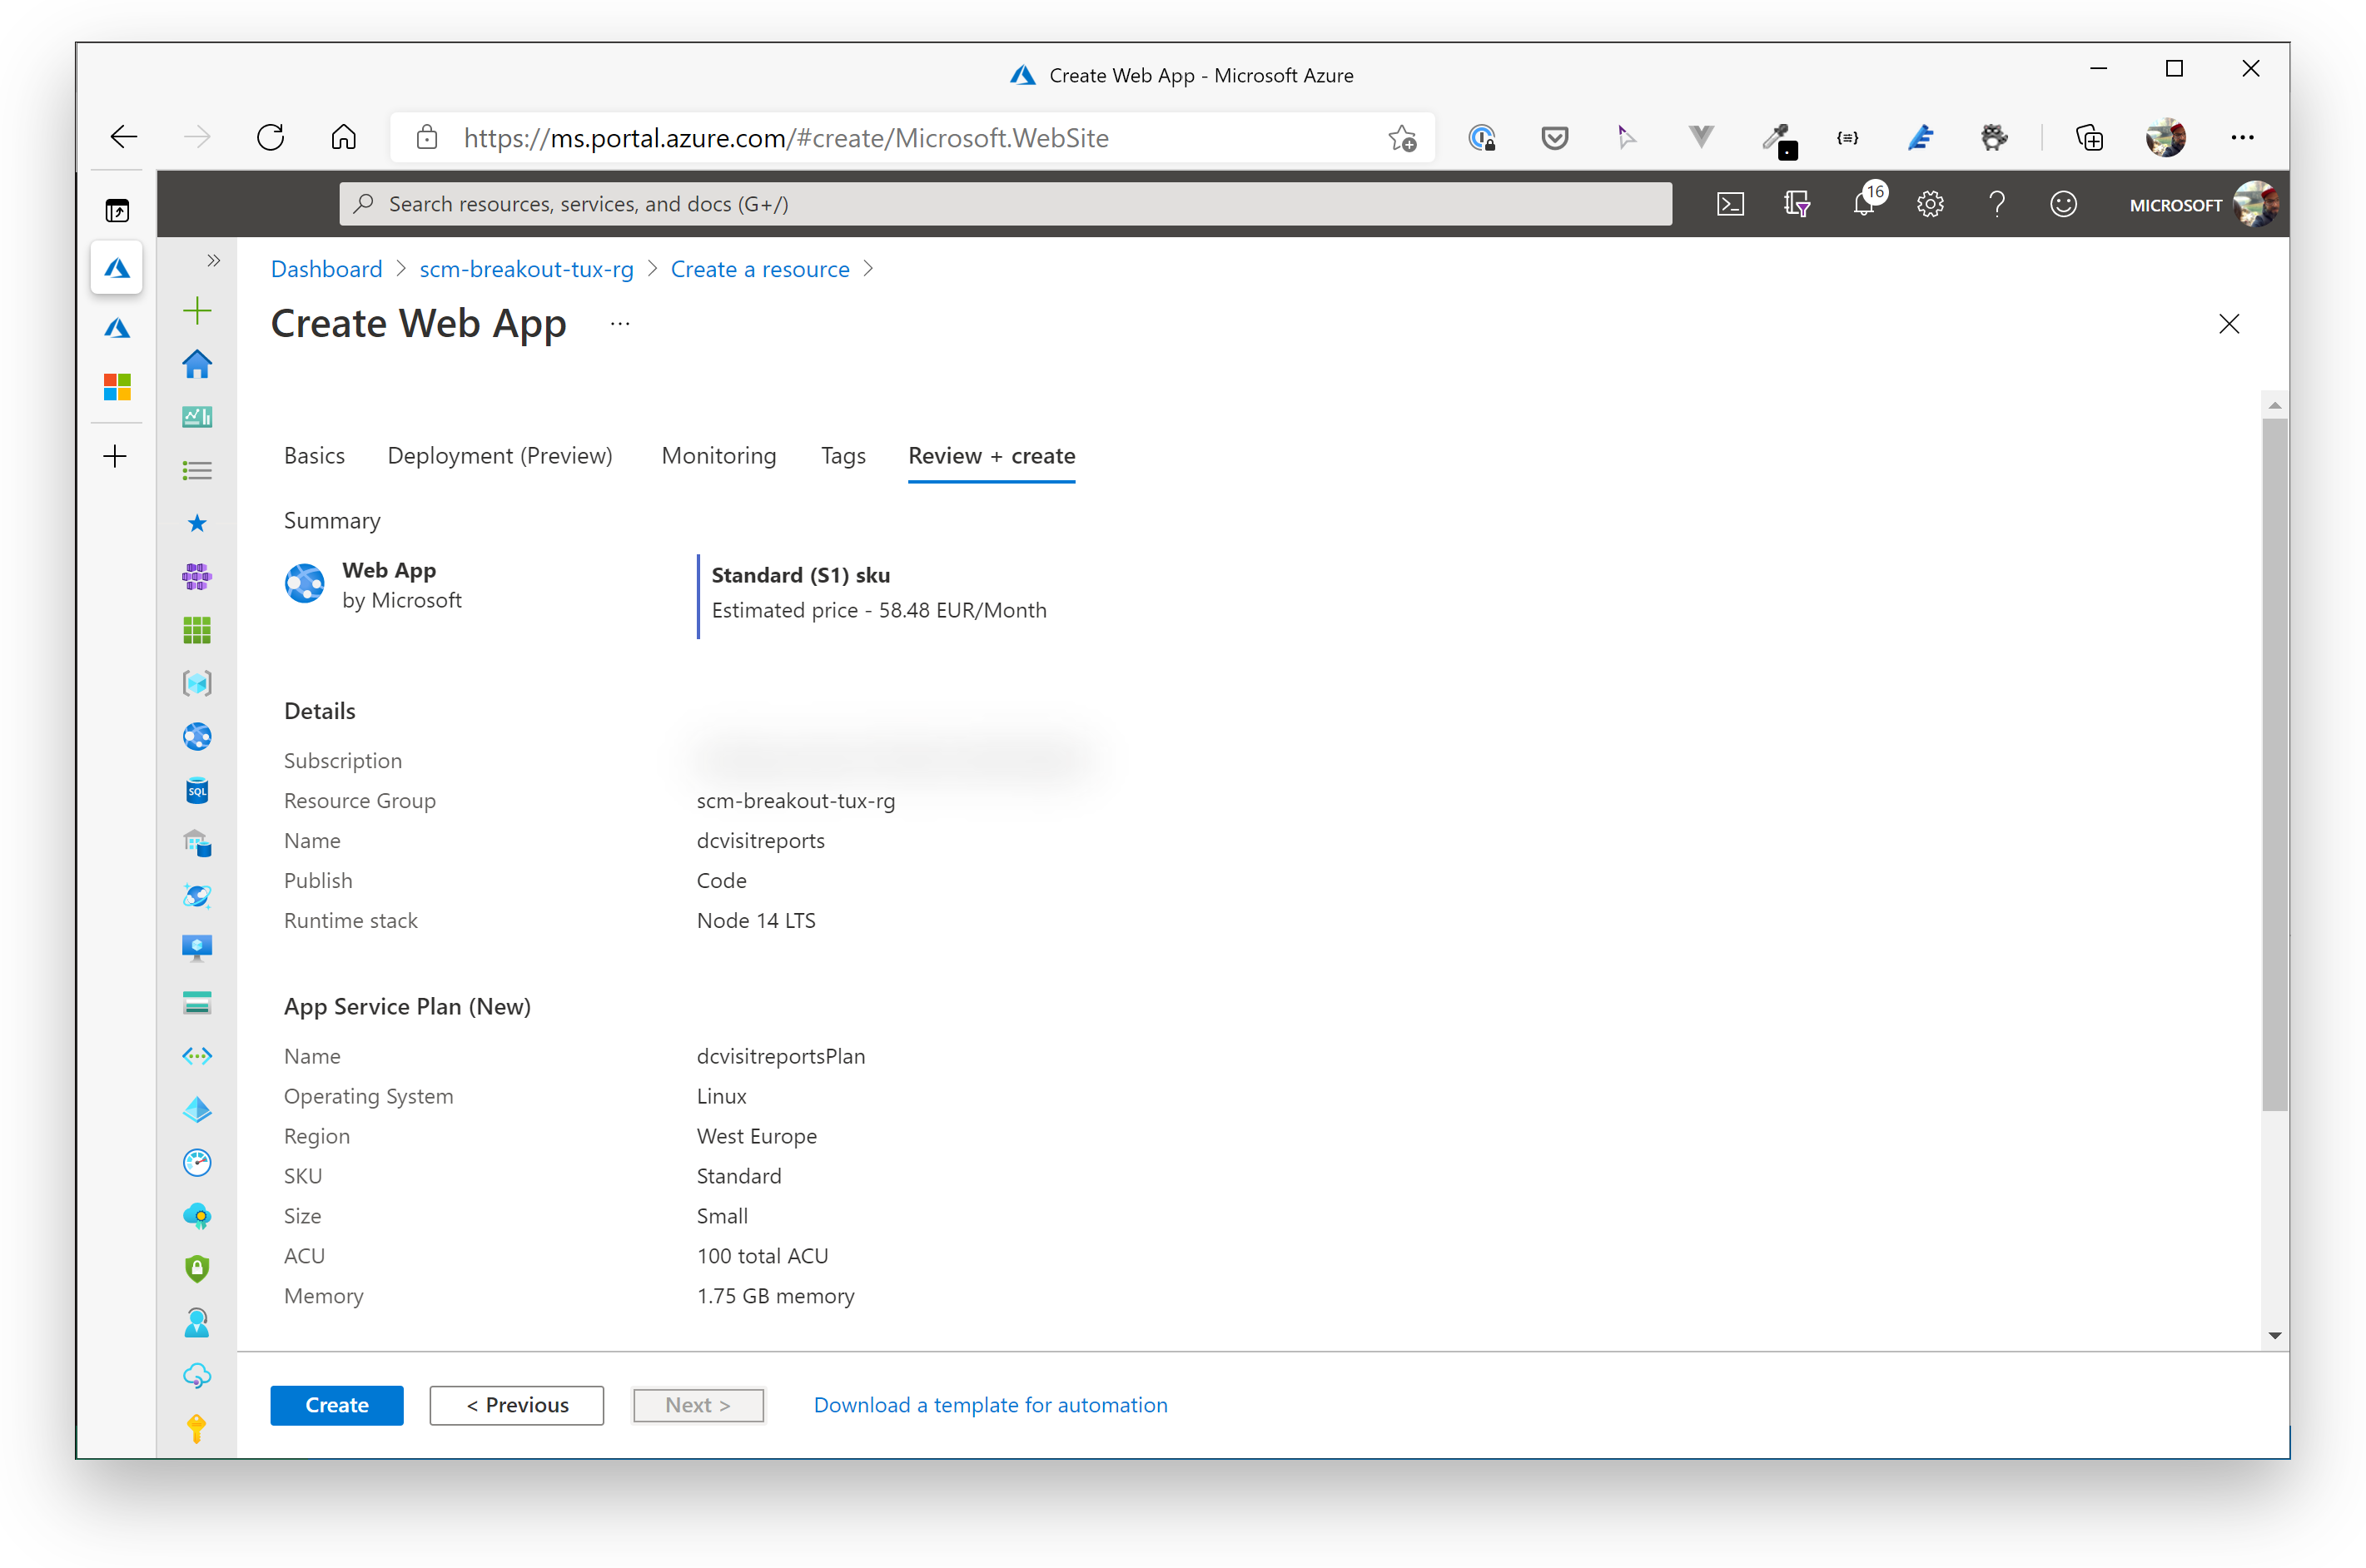 Create Web App - Microsoft Azure
https://ms.portal.azure.com/#create/Microsoft.WebSite
Search resources, services, and docs (G+/)
16
MICROSOFT
Dashboard > scm-breakout-tux-rg > Create a resource >
Create Web App ...
Basics Deployment (Preview) Monitoring Tags Review + create
Summary
Web App
by Microsoft
Standard (S1) sku
Estimated price - 58.48 EUR/Month
Details
Subscription
Resource Group scm-breakout-tux-rg
Name dcvisitreports
Publish Code
Runtime stack Node 14 LTS
App Service Plan (New)
Name dcvisitreportsPlan
Operating System Linux
Region West Europe
SKU Standard
Size Small
ACU 100 total ACU
Memory 1.75 GB memory
SQL
Create < Previous Next > Download a template for automation